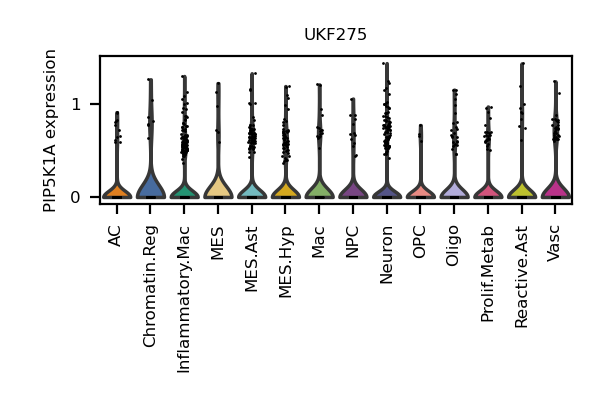 UKF275
PIP5K1A expression
1
0
AC
Chromatin.Reg
Inflammatory.Mac
MES
MES.Ast
MES.Hyp
Mac
NPC
Neuron
OPC
Oligo
Prolif.Metab
Reactive.Ast
Vasc